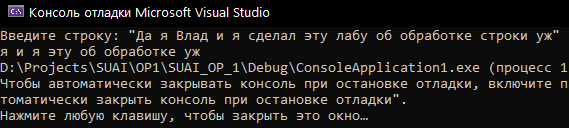 Консоль отладки Microsoft Visual Studio
Введите строку: "Да я Влад и я сделал эту лабу об обработке строки уж"
я и я эту об обработке уж
D:\Projects\SUAI\OP1\SUAI_OP_1\Debug\ConsoleApplication1.exe (процесс 1
Чтобы автоматически закрывать консоль при остановке отладки, включите п
томатически закрыть консоль при остановке отладки".
Нажмите любую клавишу, чтобы закрыть это окно…